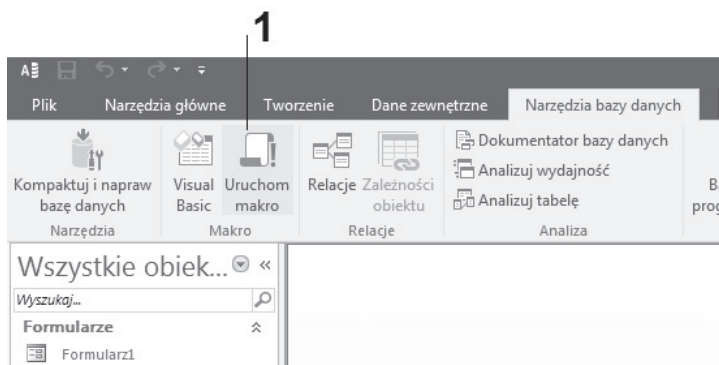 1
Plik Narzędzia główne Tworzenie Dane zewnętrzne Narzędzia bazy danych
Kompaktuj i napraw
bazę danych
Visual
Basic
Uruchom
makro
Relacje
Zależności
obiektu
Dokumentator bazy danych
Analizuj wydajność
Analizuj tabelę
Narzędzia Makro Relacje Analiza
Wszystkie obiek...
Wyszukaj...
Formularze
Formularz1